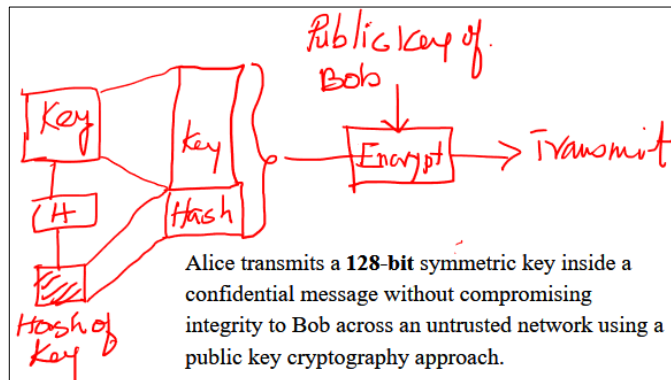 Public Key of
Bob
Key
Key
Encrypt
Transmit
H
Hash
Hash of
Key
Alice transmits a 128-bit symmetric key inside a
confidential message without compromising
integrity to Bob across an untrusted network using a
public key cryptography approach.